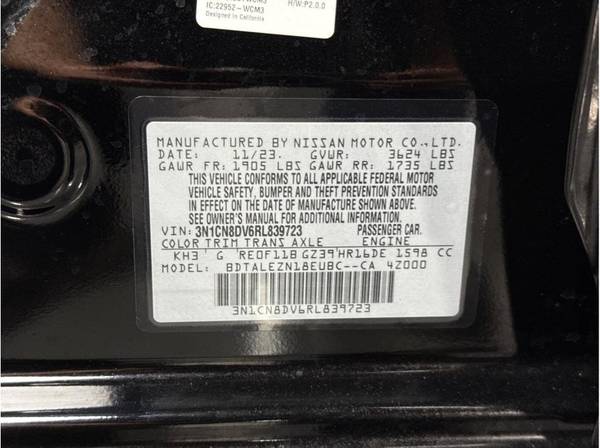 IC:22952-WCM3
H/W:P2.0.0
Designed in California
MANUFACTURED BY NISSAN MOTOR CO.,LTD.
DATE: 11/23. GVWR: 3624 LBS
GAWR FR: 1905 LBS GAWR RR: 1735 LBS
THIS VEHICLE CONFORMS TO ALL APPLICABLE FEDERAL MOTOR
VEHICLE SAFETY, BUMPER AND THEFT PREVENTION STANDARDS
IN EFFECT ON THE DATE OF MANUFACTURE SHOWN ABOVE.
SEE OWNER'S MANUAL FOR ADDITIONAL INFORMATION.
VIN: 3N1CN8DV6RL839723 PASSENGER CAR.
COLOR TRIM TRANS AXLE ENGINE
KH3 G RE0F11B GZ39 HR16DE 1598 CC
MODEL: BDTALEZN18EUBC--CA 4Z000
3N1CN8DV6RL839723